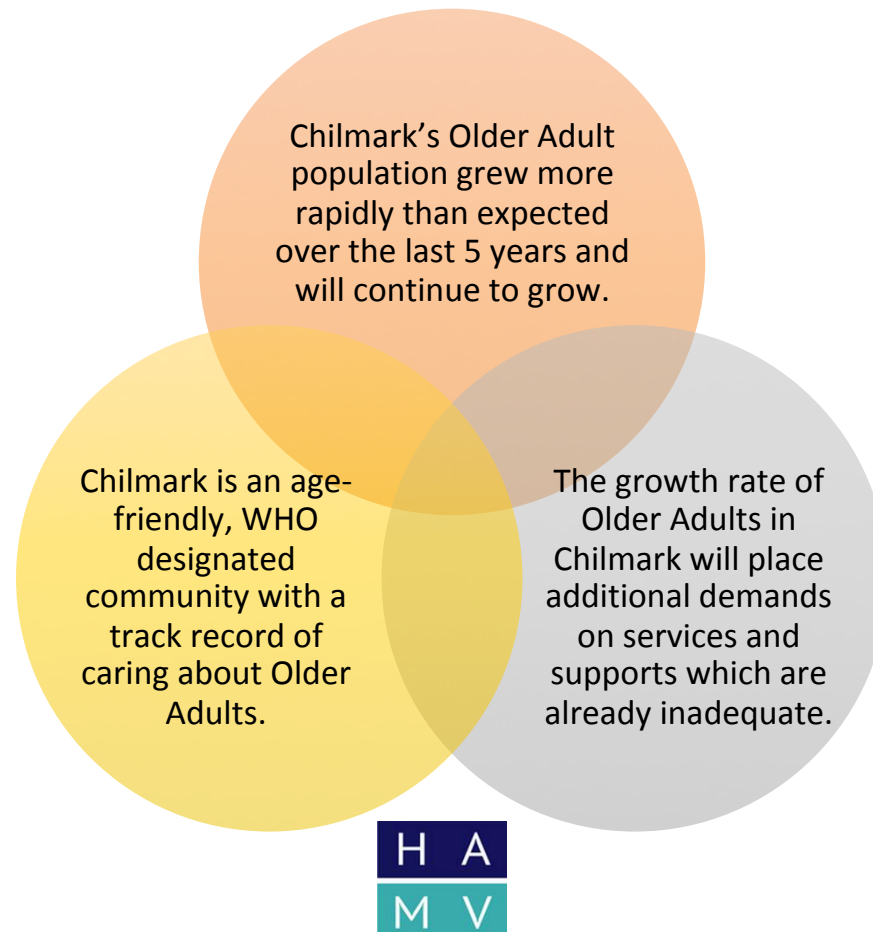 Chilmark’s Older Adult
population grew more
rapidly than expected
over the last 5 years and
will continue to grow.
Chilmark is an age-
friendly, WHO
designated
community with a
track record of
caring about Older
Adults.
The growth rate of
Older Adults in
Chilmark will place
additional demands
on services and
supports which are
already inadequate.
H A
M V